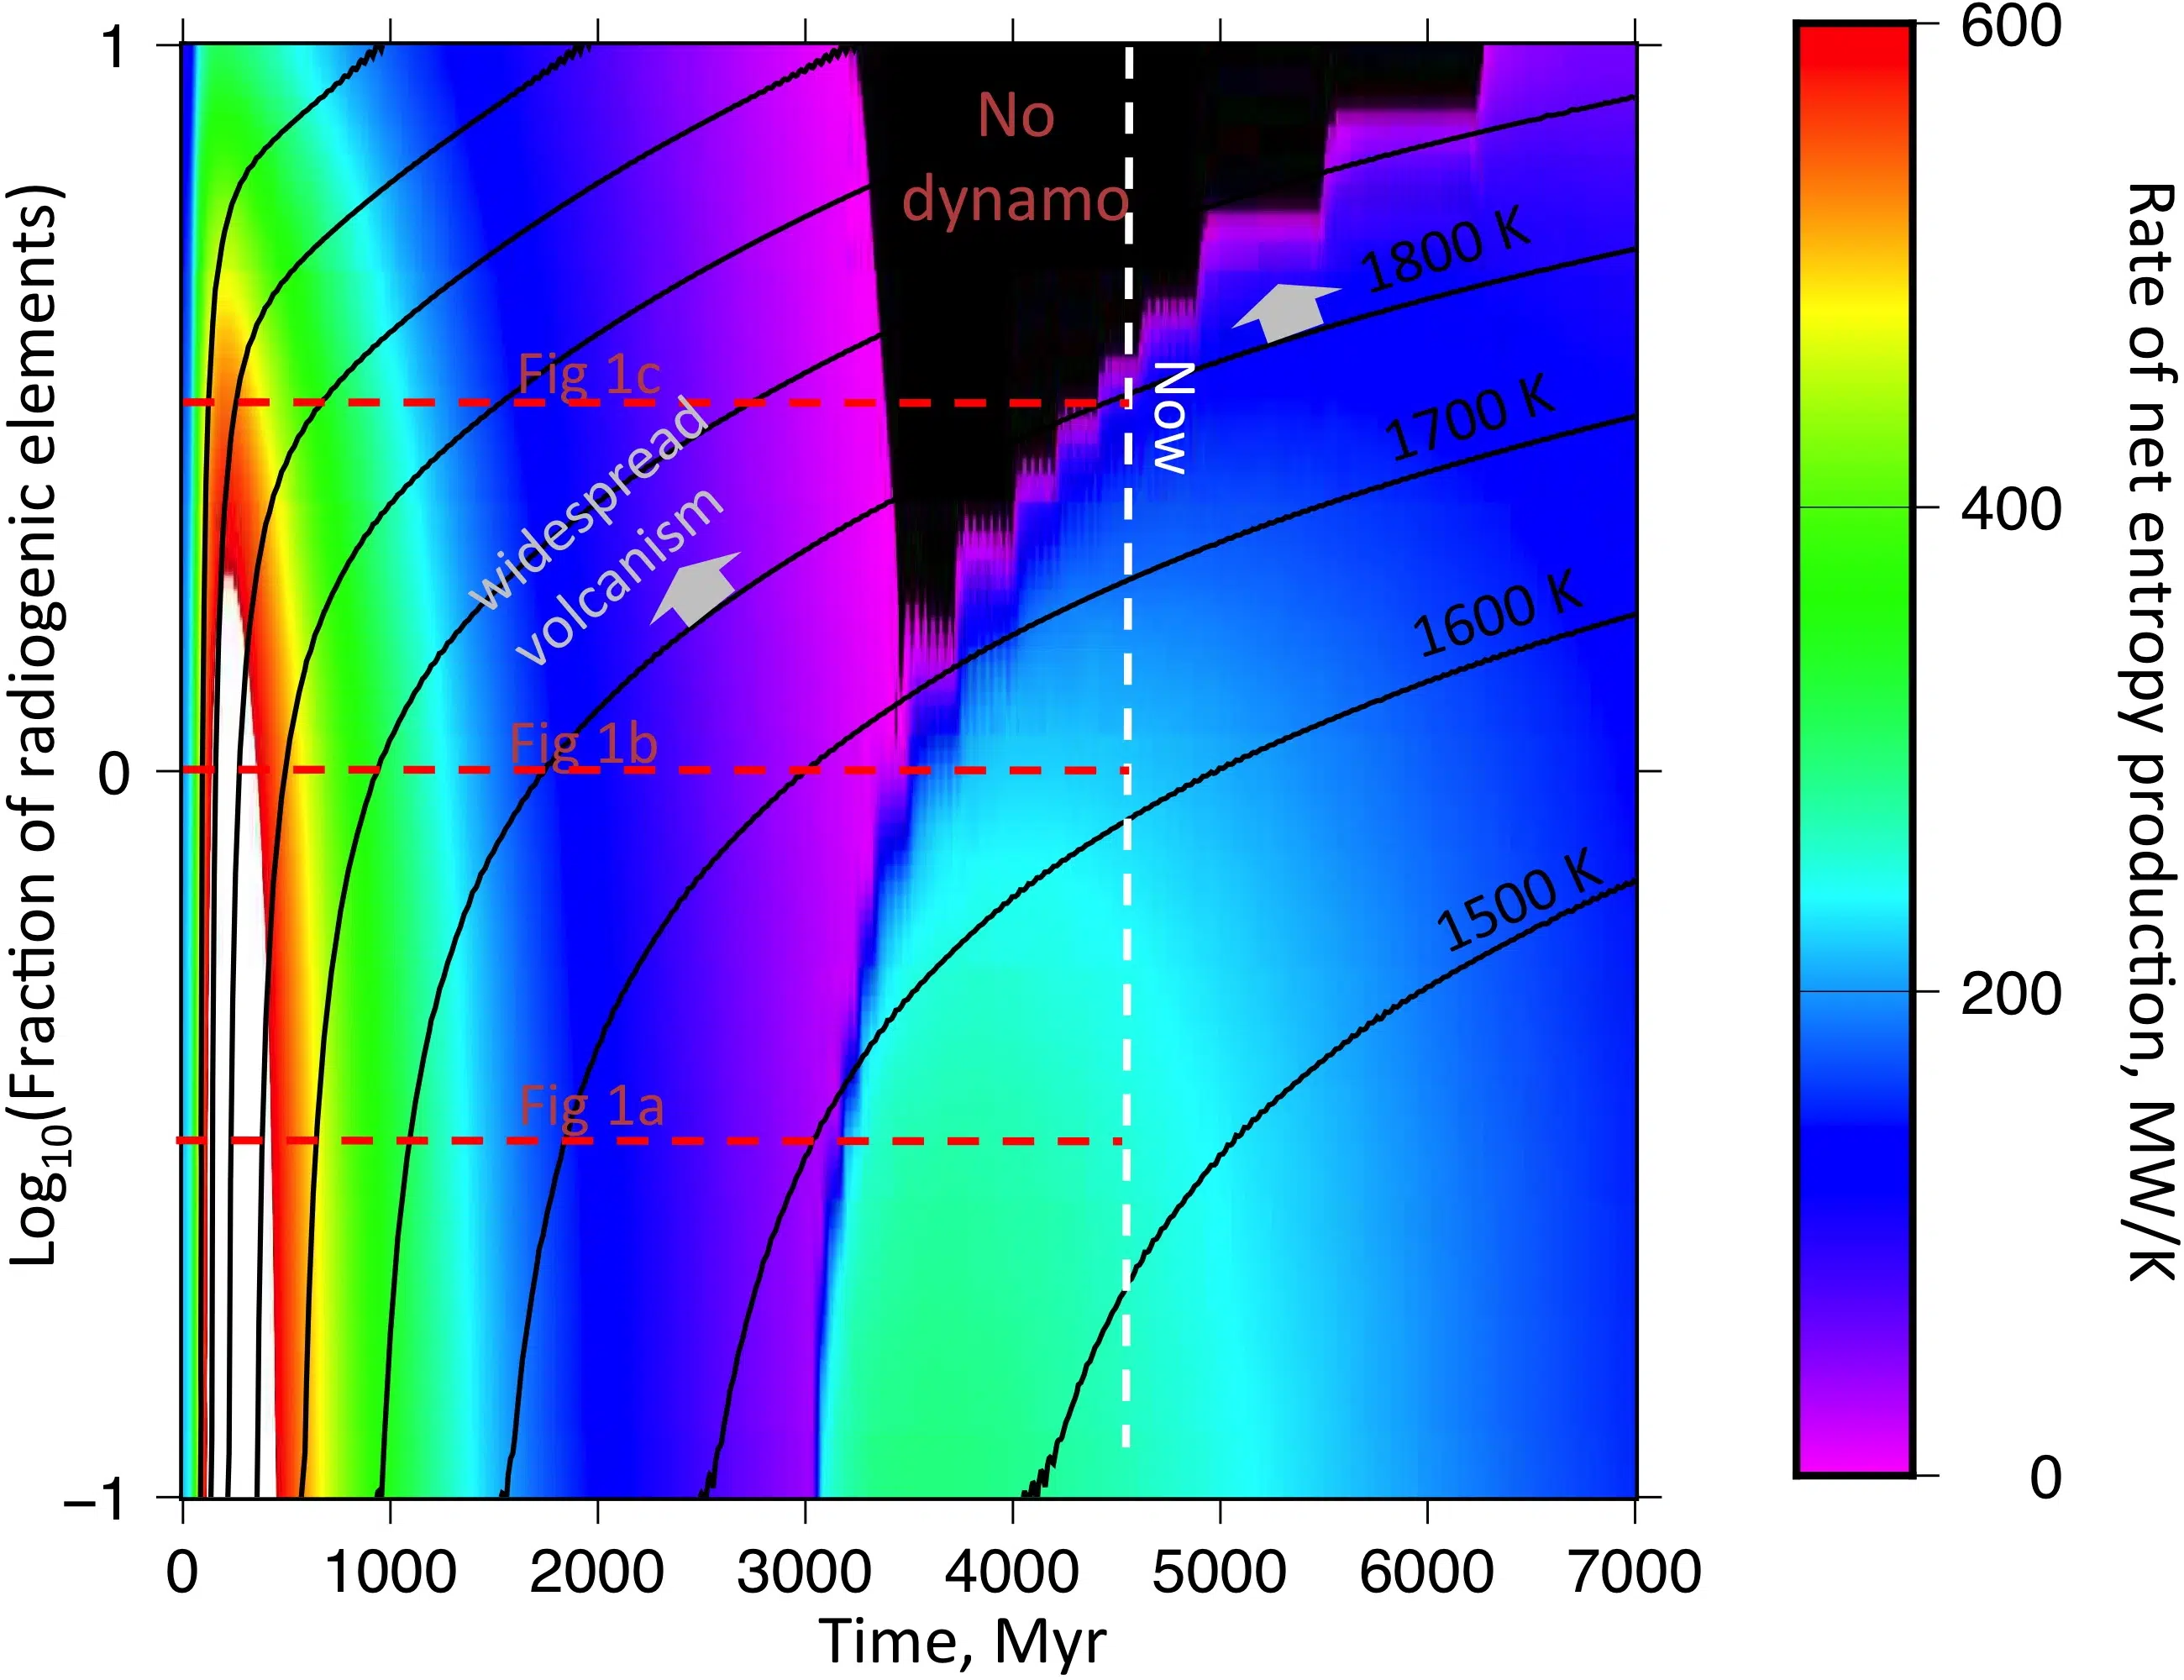 1
0
−1
Log10(Fraction of radiogenic elements)
No
dynamo
1800 K
Fig 1c
Now
widespread
volcanism
1700 K
1600 K
Fig 1b
1500 K
Fig 1a
0
1000
2000
3000
4000
5000
6000
7000
Time, Myr
600
400
200
0
Rate of net entropy production, MW/K